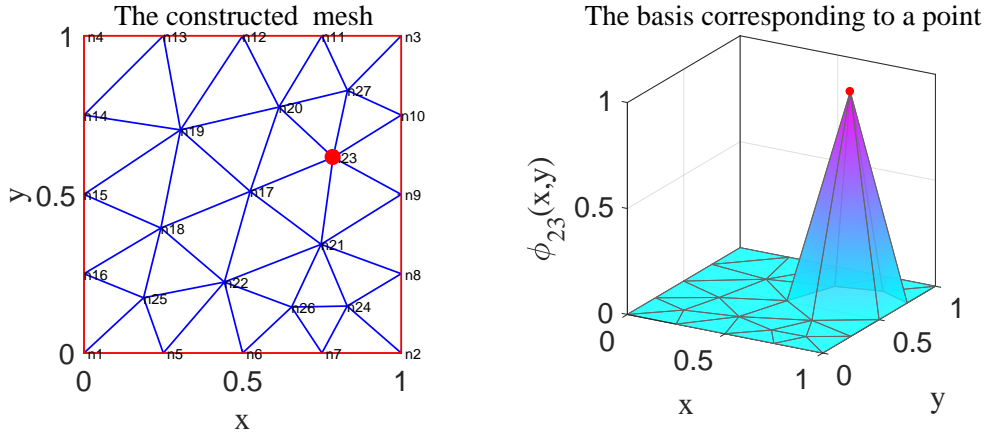 The constructed mesh
1
0.5
0
y
n4 n13 n12 n11 n3
n27
n20
n14 n10
n19
23
n15 n17 n9
n18
n21
n16 n8
n22
n25
n26 n24
n1 n5 n6 n7 n2
0 0.5 1
x
The basis corresponding to a point
1
0.5
0
ϕ23(x,y)
0 0.5 1
x
0 0.5 1
y